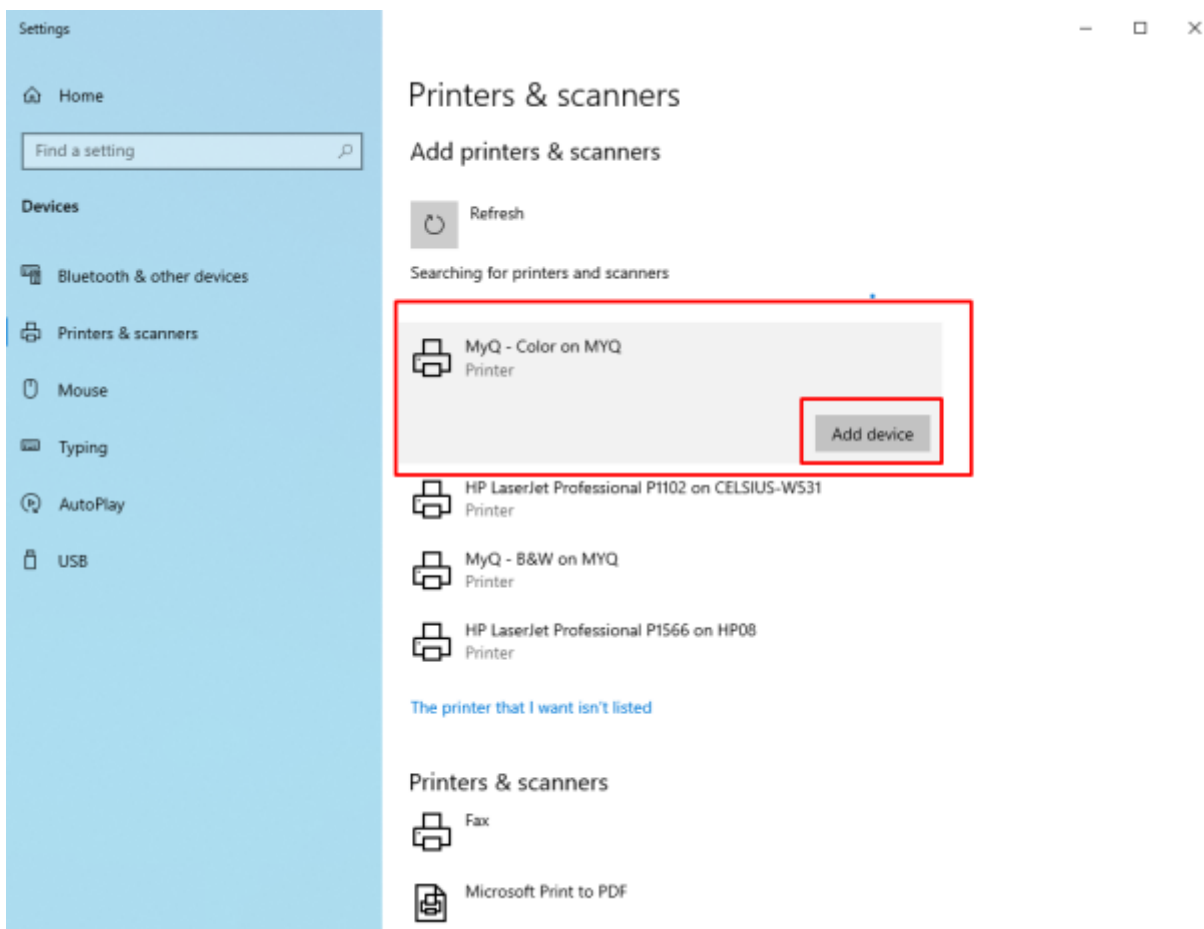 Settings
Home
Find a setting
Devices
Bluetooth & other devices
Printers & scanners
Mouse
Typing
AutoPlay
USB
Printers & scanners
Add printers & scanners
Refresh
Searching for printers and scanners
MyQ - Color on MYQ
Printer
Add device
HP LaserJet Professional P1102 on CELSIUS-W531
Printer
MyQ - B&W on MYQ
Printer
HP LaserJet Professional P1566 on HP08
Printer
The printer that I want isn't listed
Printers & scanners
Fax
Microsoft Print to PDF